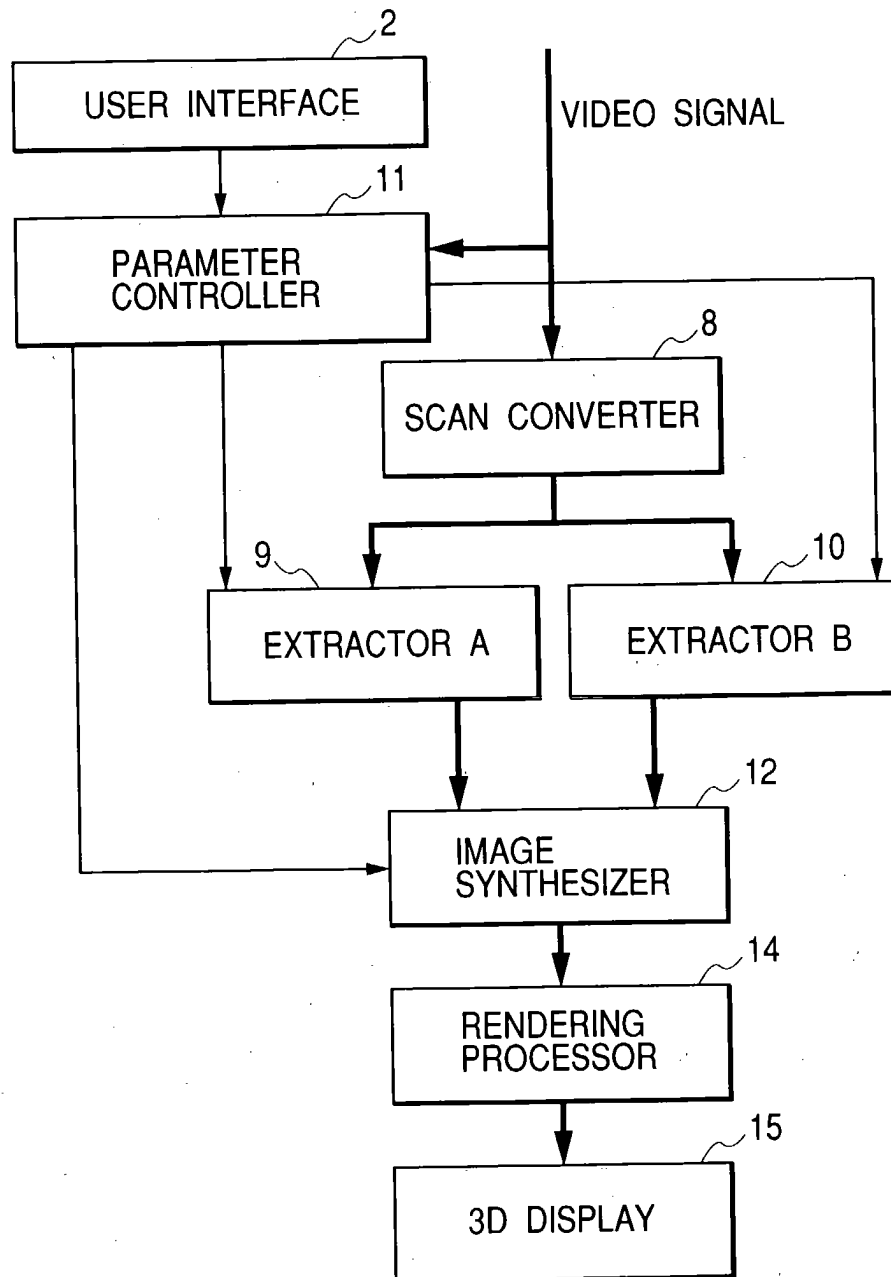 2
USER INTERFACE
VIDEO SIGNAL
11
PARAMETER
CONTROLLER
8
SCAN CONVERTER
9
10
EXTRACTOR A
EXTRACTOR B
12
IMAGE
SYNTHESIZER
14
RENDERING
PROCESSOR
15
3D DISPLAY